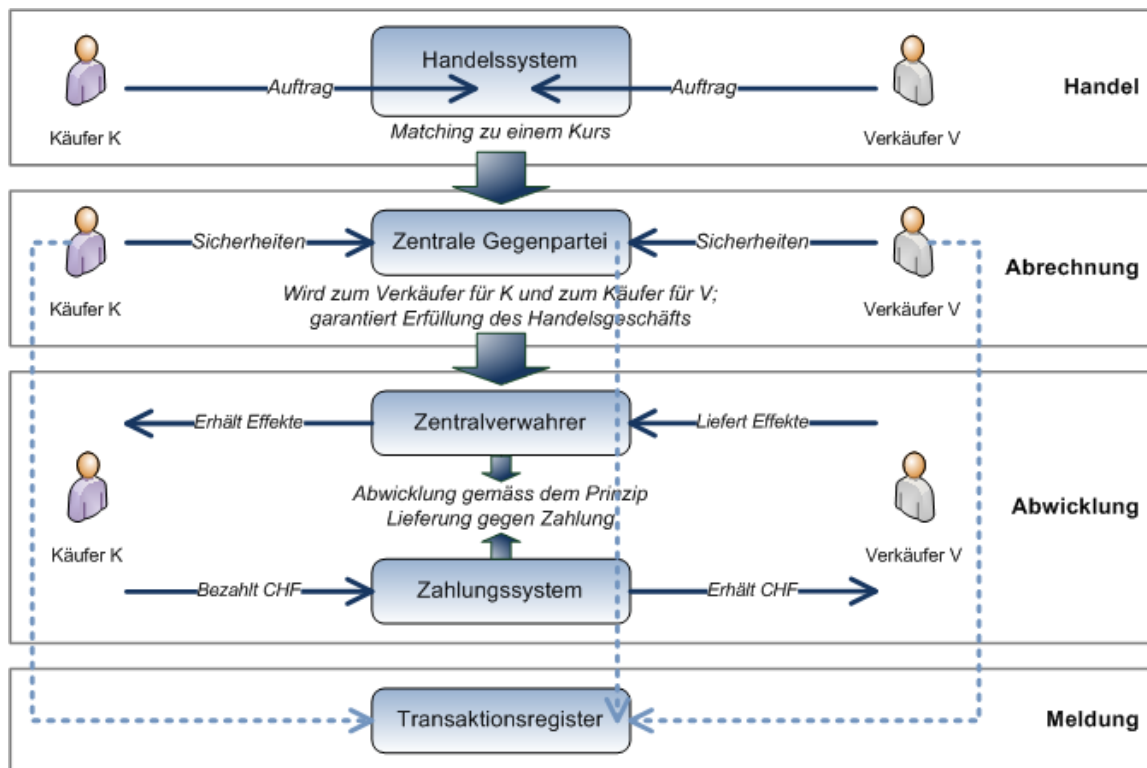 Handelssystem
Auftrag
Auftrag
Handel
Käufer K
Matching zu einem Kurs
Verkäufer V
Sicherheiten
Zentrale Gegenpartei
Sicherheiten
Abrechnung
Käufer K
Wird zum Verkäufer für K und zum Käufer für V;
garantiert Erfüllung des Handelsgeschäfts
Verkäufer V
Erhält Effekte
Zentralverwahrer
Liefert Effekte
Abwicklung gemäss dem Prinzip
Lieferung gegen Zahlung
Abwicklung
Käufer K
Verkäufer V
Bezahlt CHF
Zahlungssystem
Erhält CHF
Transaktionsregister
Meldung